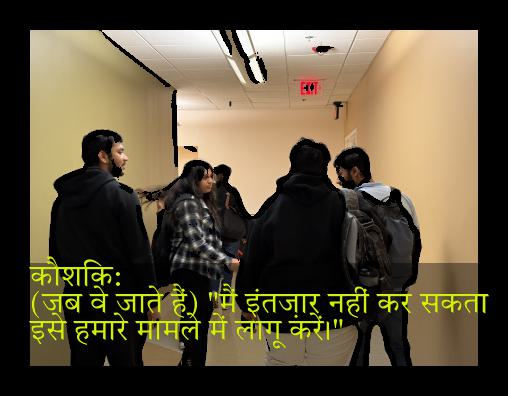 कौशकि:
(जब वे जाते हैं) "मैं इंतजार नहीं कर सकता
इसे हमारे मामले में लागू करें।"